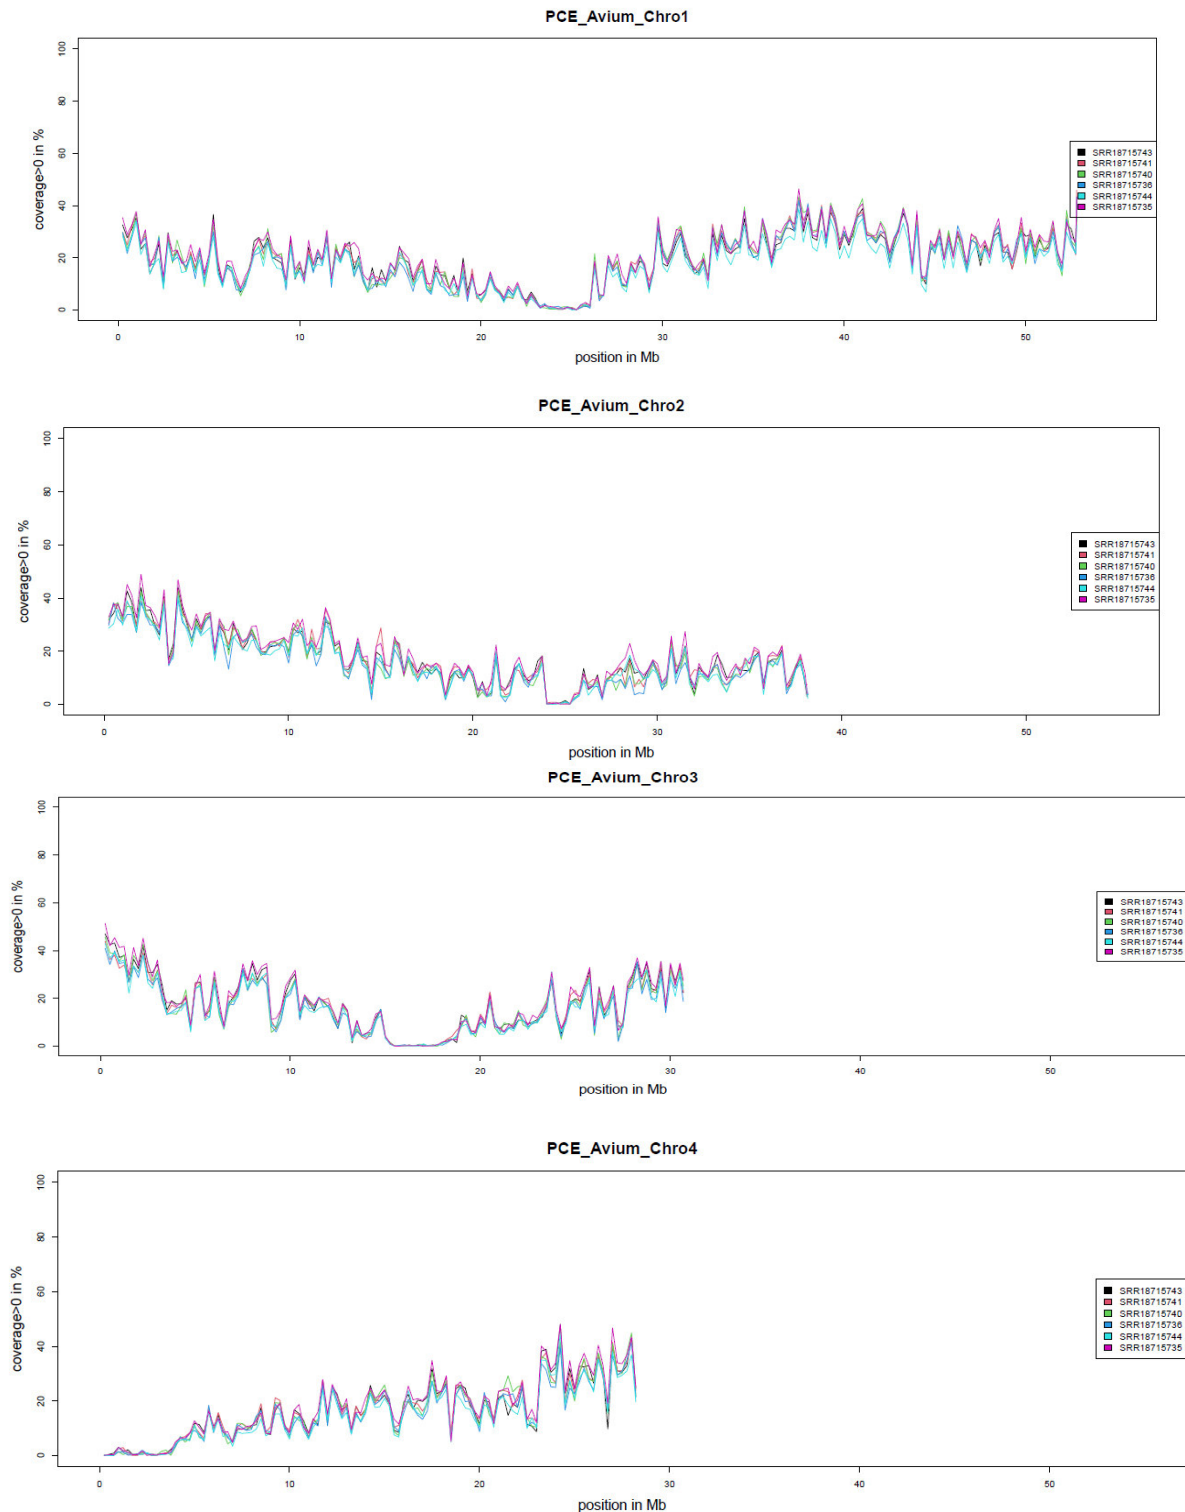 PCE_Avium_Chro1
100
80
60
40
20
0
coverage>0 in %
SRR18715743
SRR18715741
SRR18715740
SRR18715736
SRR18715744
SRR18715735
0 10 20 30 40 50
position in Mb
PCE_Avium_Chro2
100
80
60
40
20
0
coverage>0 in %
SRR18715743
SRR18715741
SRR18715740
SRR18715736
SRR18715744
SRR18715735
0 10 20 30 40 50
position in Mb
PCE_Avium_Chro3
100
80
60
40
20
0
coverage>0 in %
SRR18715743
SRR18715741
SRR18715740
SRR18715736
SRR18715744
SRR18715735
0 10 20 30 40 50
position in Mb
PCE_Avium_Chro4
100
80
60
40
20
0
coverage>0 in %
SRR18715743
SRR18715741
SRR18715740
SRR18715736
SRR18715744
SRR18715735
0 10 20 30 40 50
position in Mb